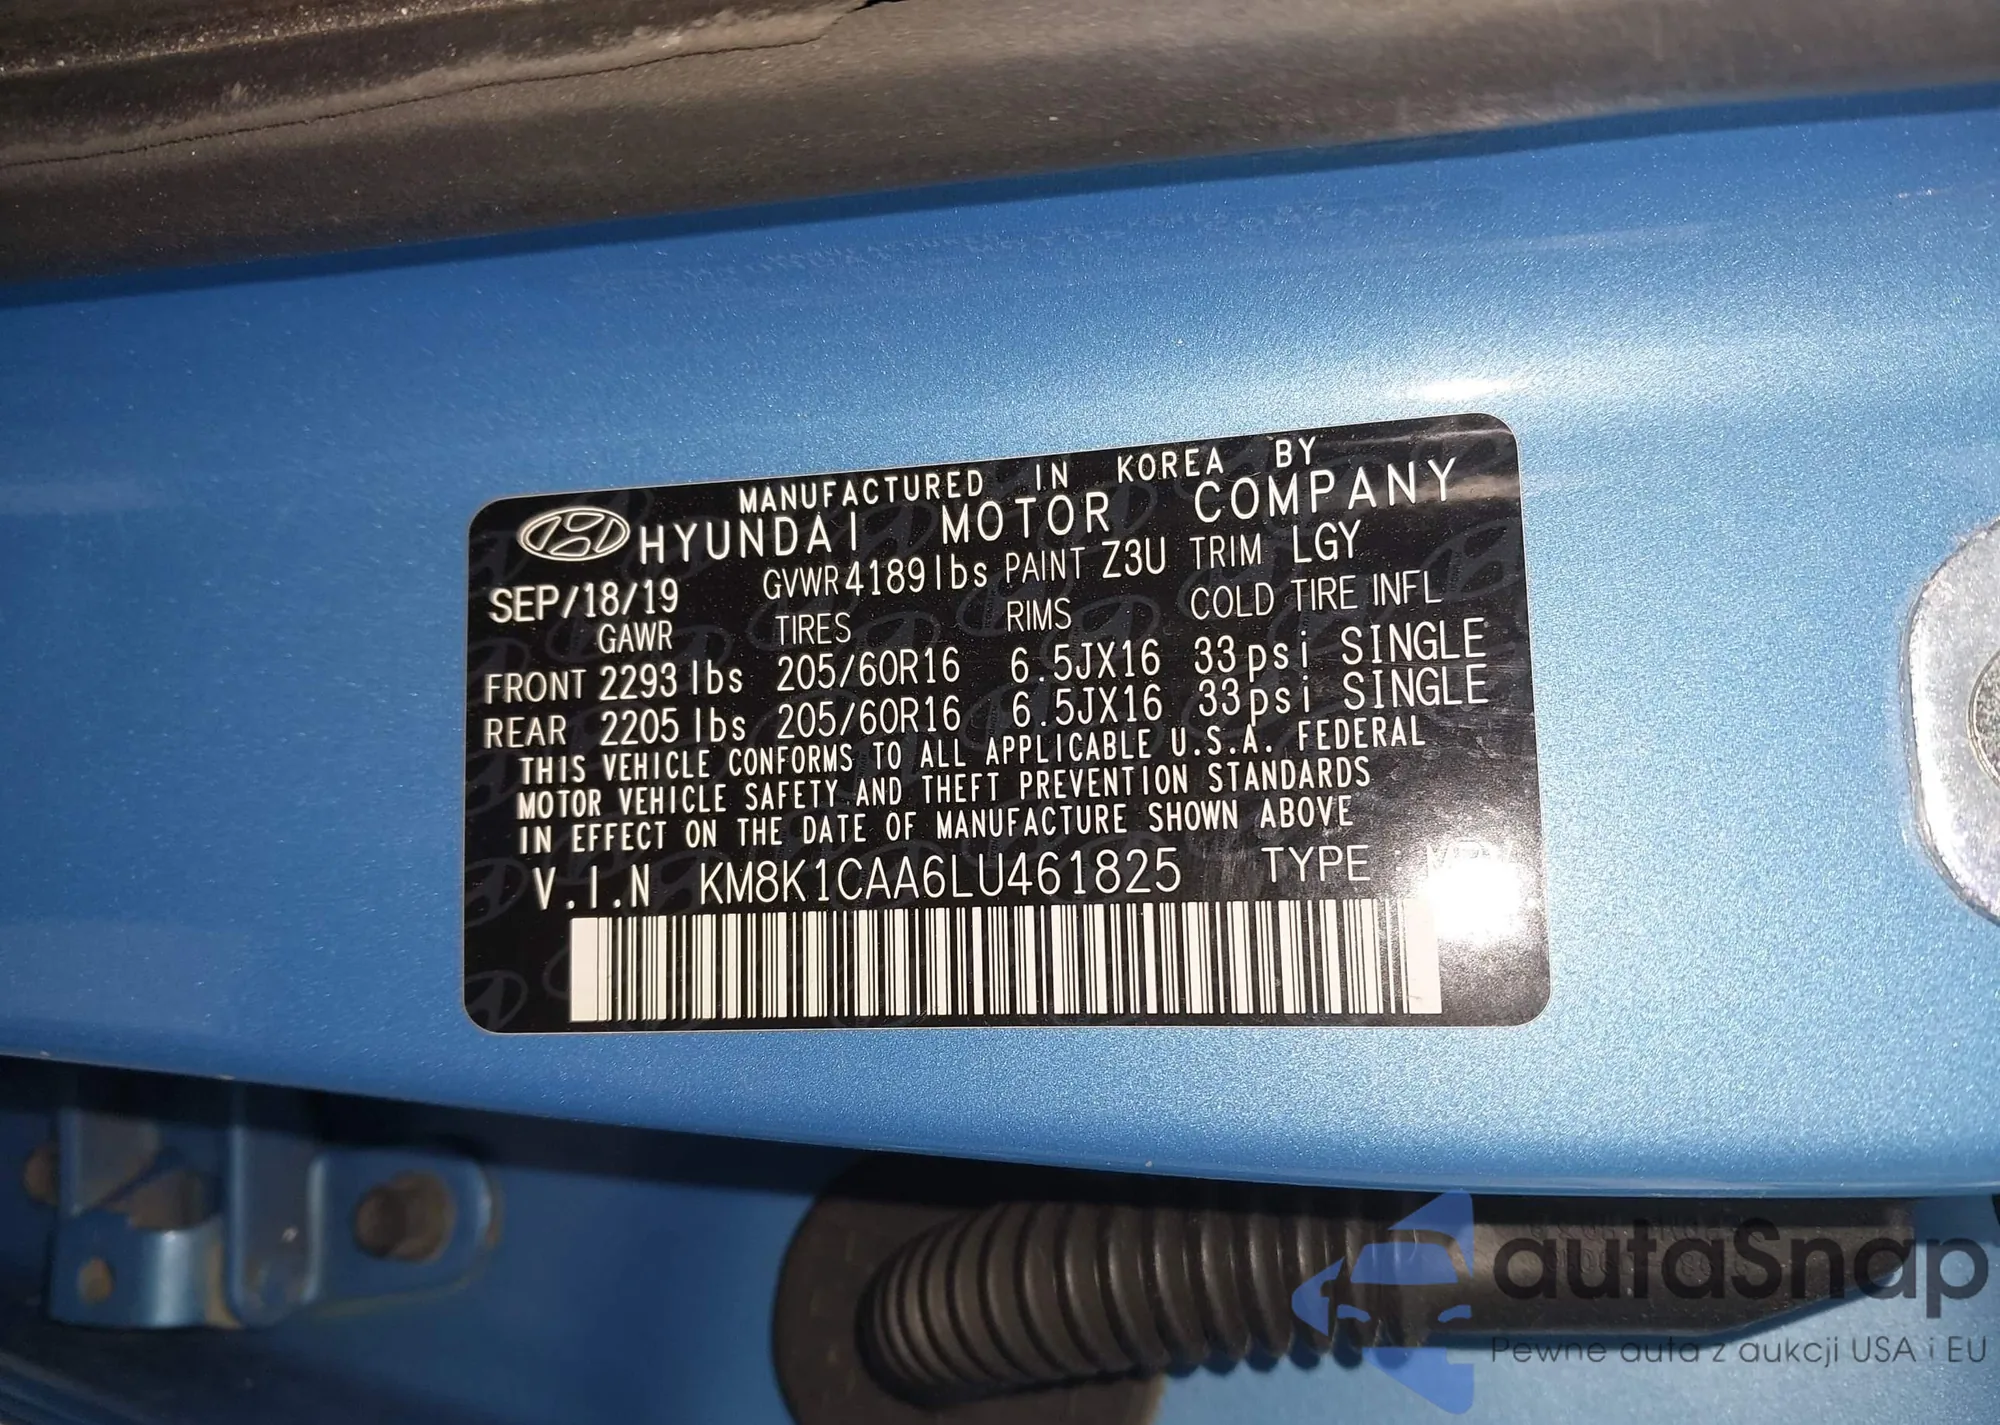 MANUFACTURED IN KOREA BY
HYUNDAI MOTOR COMPANY
SEP/18/19 GVWR 4189lbs PAINT Z3U TRIM LGY
GAWR TIRES RIMS COLD TIRE INFL
FRONT 2293 lbs 205/60R16 6.5JX16 33psi SINGLE
REAR 2205 lbs 205/60R16 6.5JX16 33psi SINGLE
THIS VEHICLE CONFORMS TO ALL APPLICABLE U.S.A. FEDERAL
MOTOR VEHICLE SAFETY AND THEFT PREVENTION STANDARDS
IN EFFECT ON THE DATE OF MANUFACTURE SHOWN ABOVE
V.I.N KM8K1CAA6LU461825 TYPE :
autaSnap
Pewne auta z aukcji USA i EU